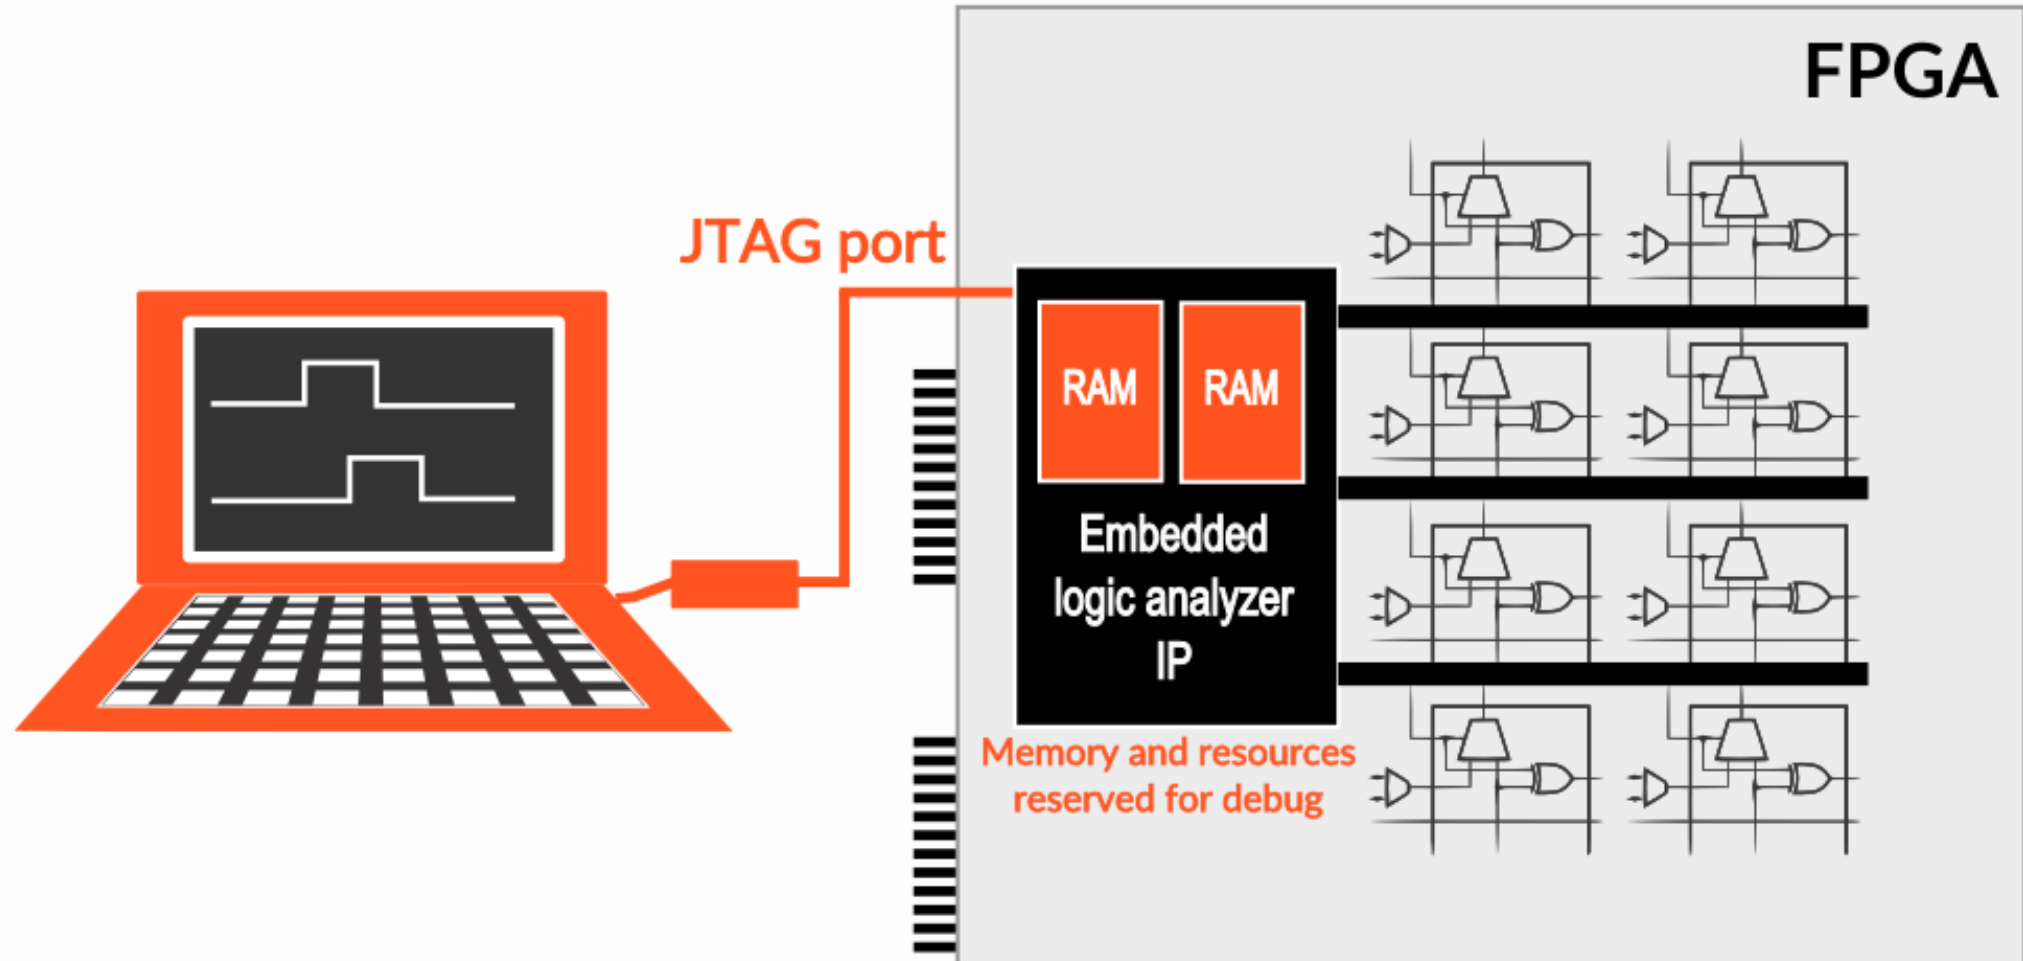 FPGA
JTAG port
RAM
RAM
Embedded
logic analyzer
IP
Memory and resources
reserved for debug